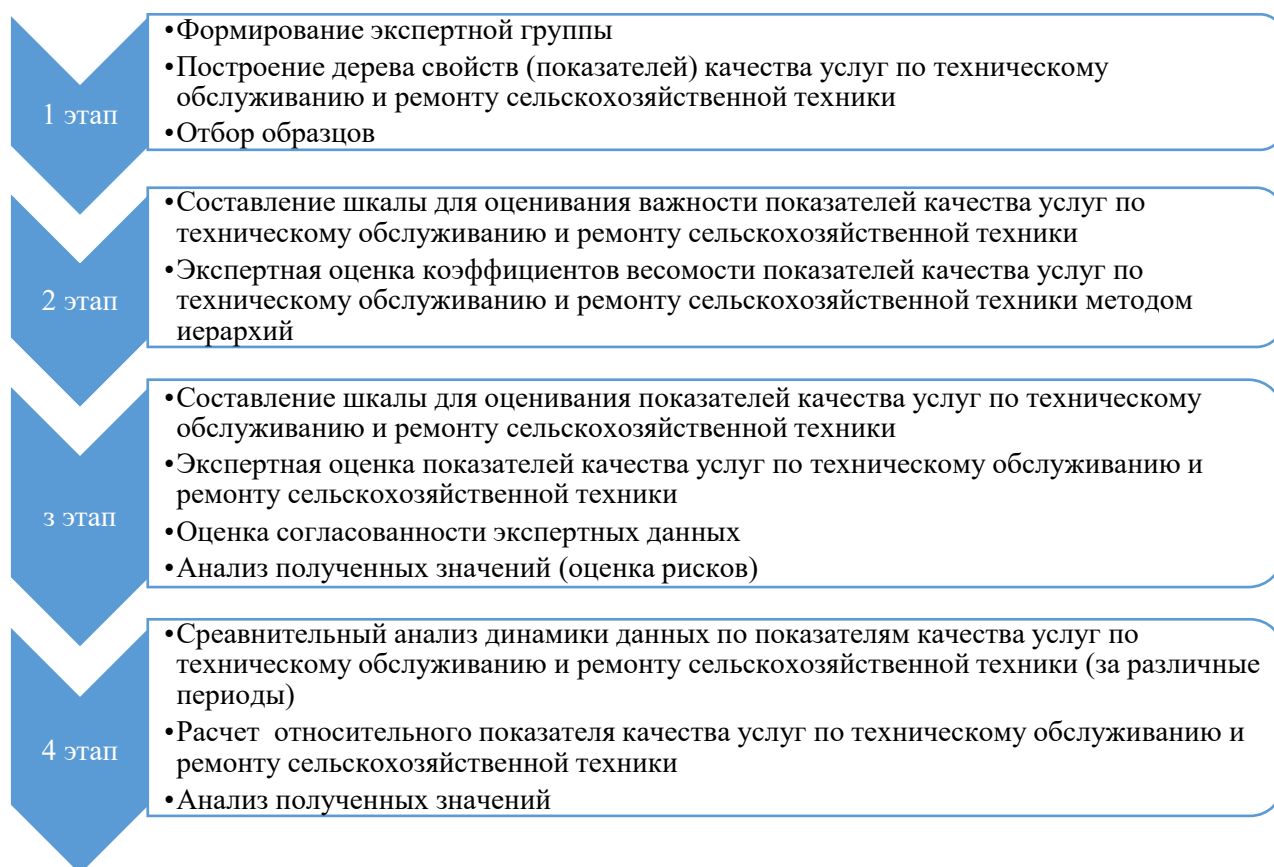 1 этап
•Формирование экспертной группы
•Построение дерева свойств (показателей) качества услуг по техническому
обслуживанию и ремонту сельскохозяйственной техники
•Отбор образцов
2 этап
•Составление шкалы для оценивания важности показателей качества услуг по
техническому обслуживанию и ремонту сельскохозяйственной техники
•Экспертная оценка коэффициентов весомости показателей качества услуг по
техническому обслуживанию и ремонту сельскохозяйственной техники методом
иерархий
з этап
•Составление шкалы для оценивания показателей качества услуг по техническому
обслуживанию и ремонту сельскохозяйственной техники
•Экспертная оценка показателей качества услуг по техническому обслуживанию и
ремонту сельскохозяйственной техники
•Оценка согласованности экспертных данных
•Анализ полученных значений (оценка рисков)
4 этап
•Среавнительный анализ динамики данных по показателям качества услуг по
техническому обслуживанию и ремонту сельскохозяйственной техники (за различные
периоды)
•Расчет относительного показателя качества услуг по техническому обслуживанию и
ремонту сельскохозяйственной техники
•Анализ полученных значений